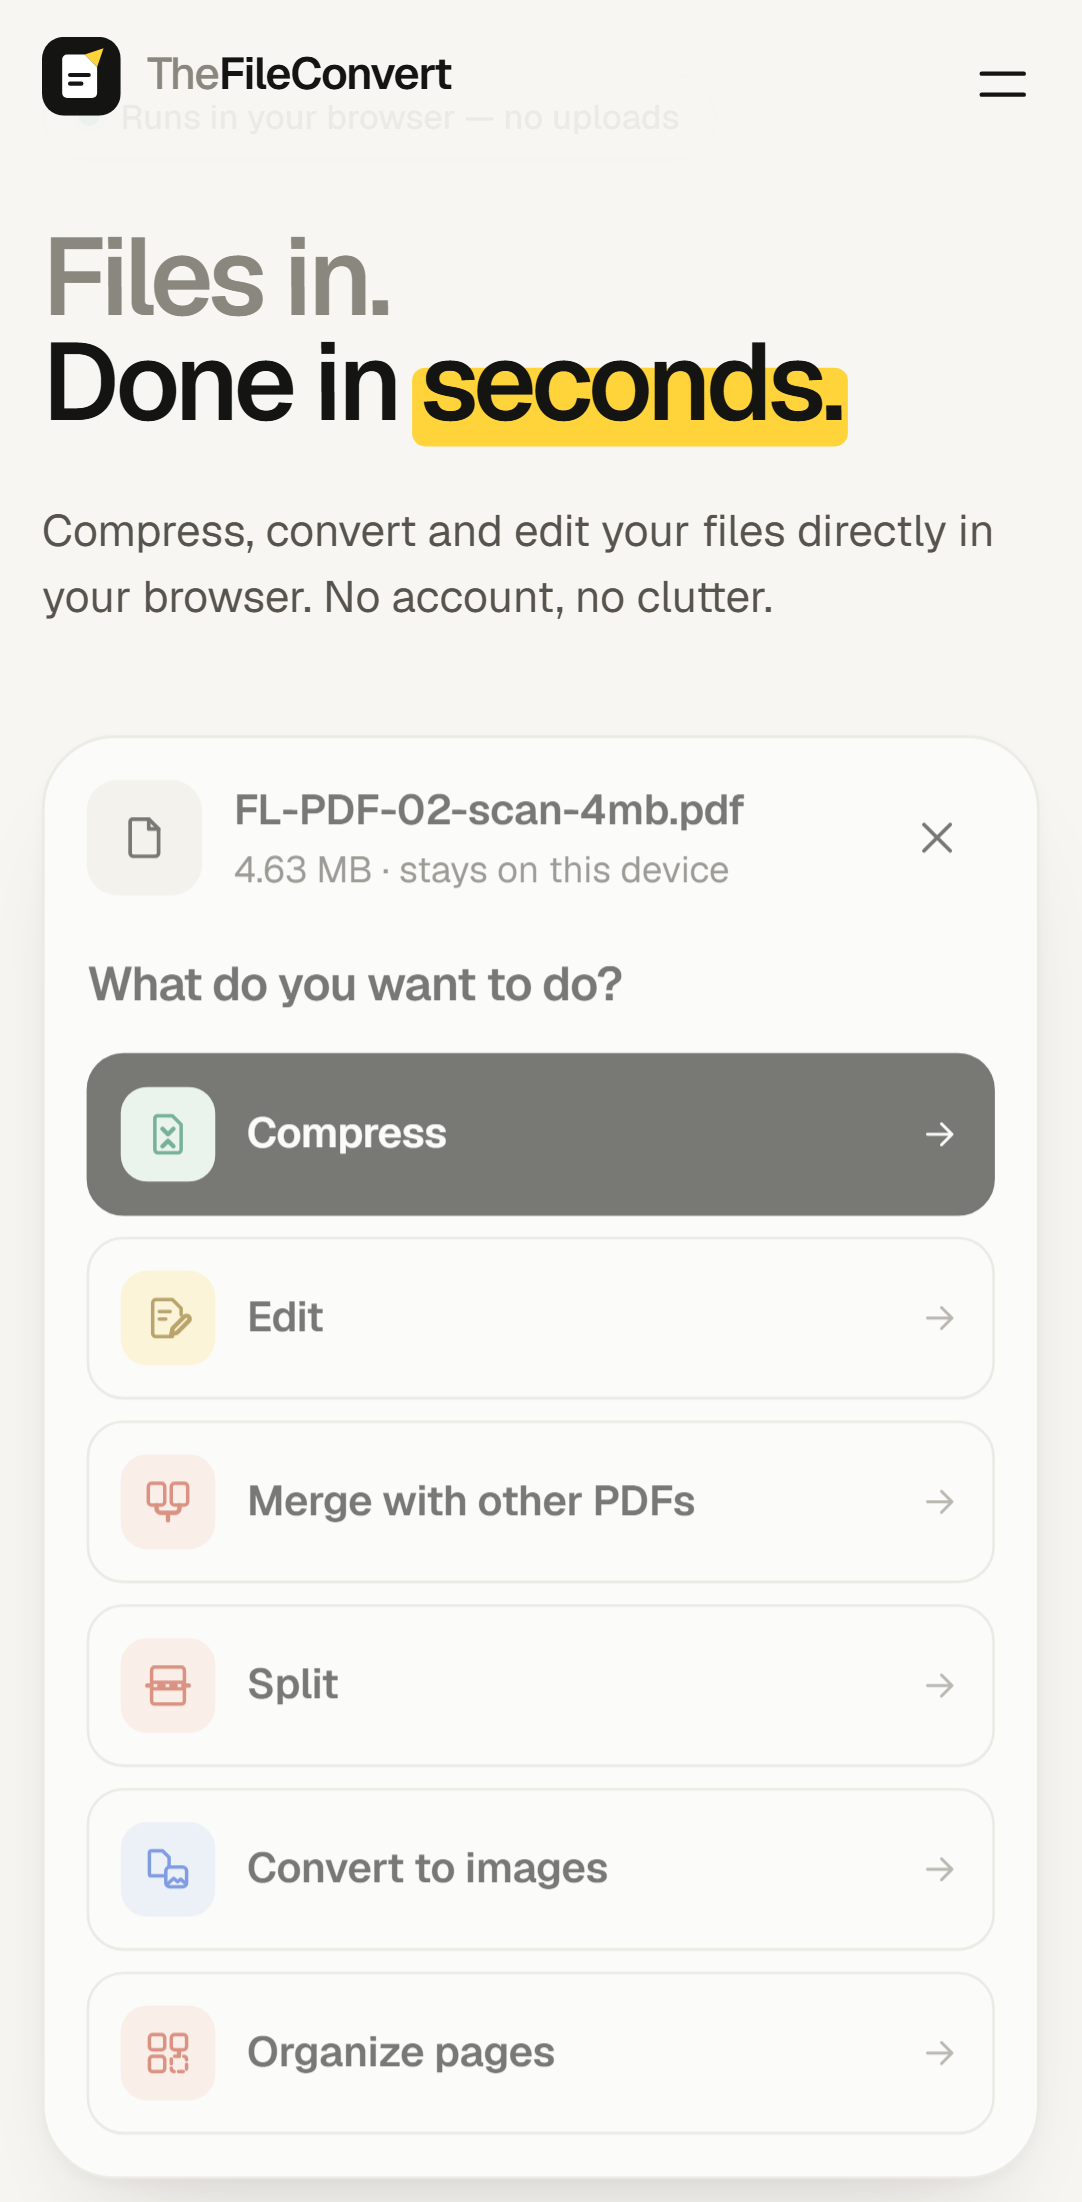 TheFileConvert
Runs in your browser — no uploads
Files in.
Done in seconds.
Compress, convert and edit your files directly in
your browser. No account, no clutter.
FL-PDF-02-scan-4mb.pdf
4.63 MB · stays on this device
What do you want to do?
Compress
Edit
Merge with other PDFs
Split
Convert to images
Organize pages